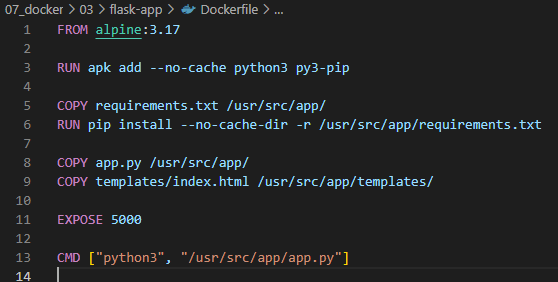 07_docker > 03 > flask-app > Dockerfile > ...
1 FROM alpine:3.17
2
3 RUN apk add --no-cache python3 py3-pip
4
5 COPY requirements.txt /usr/src/app/
6 RUN pip install --no-cache-dir -r /usr/src/app/requirements.txt
7
8 COPY app.py /usr/src/app/
9 COPY templates/index.html /usr/src/app/templates/
10
11 EXPOSE 5000
12
13 CMD ["python3", "/usr/src/app/app.py"]
14